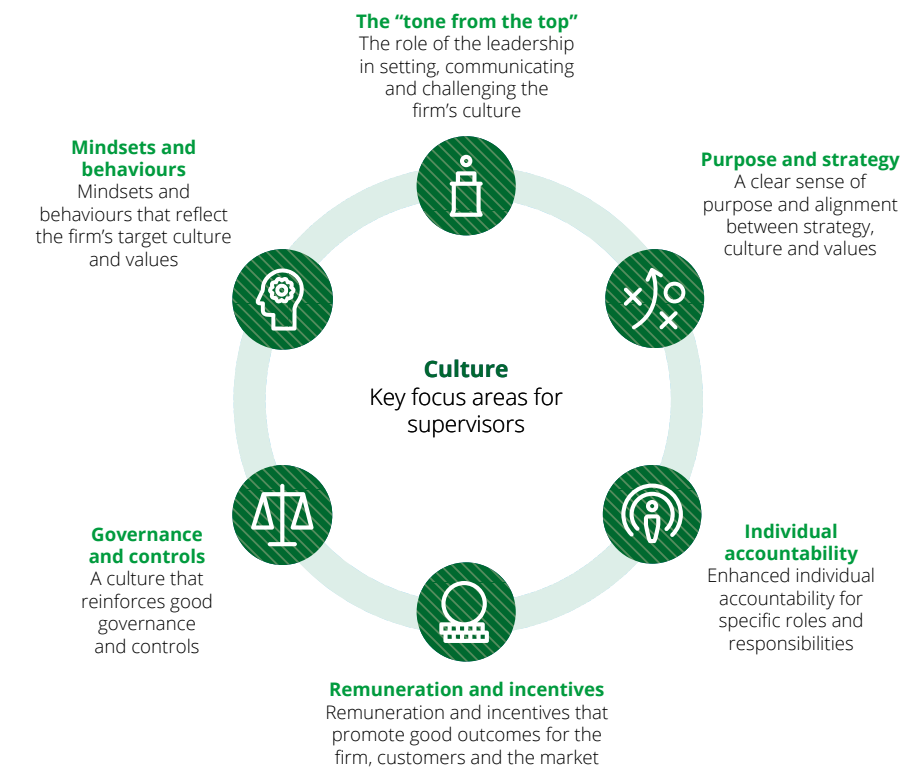 The “tone from the top”
The role of the leadership
in setting, communicating
and challenging the
firm’s culture
Purpose and strategy
A clear sense of
purpose and alignment
between strategy,
culture and values
Individual
accountability
Enhanced individual
accountability for
specific roles and
responsibilities
Remuneration and incentives
Remuneration and incentives that
promote good outcomes for the
firm, customers and the market
Governance
and controls
A culture that
reinforces good
governance
and controls
Mindsets and
behaviours
Mindsets and
behaviours that reflect
the firm’s target culture
and values
Culture
Key focus areas for
supervisors